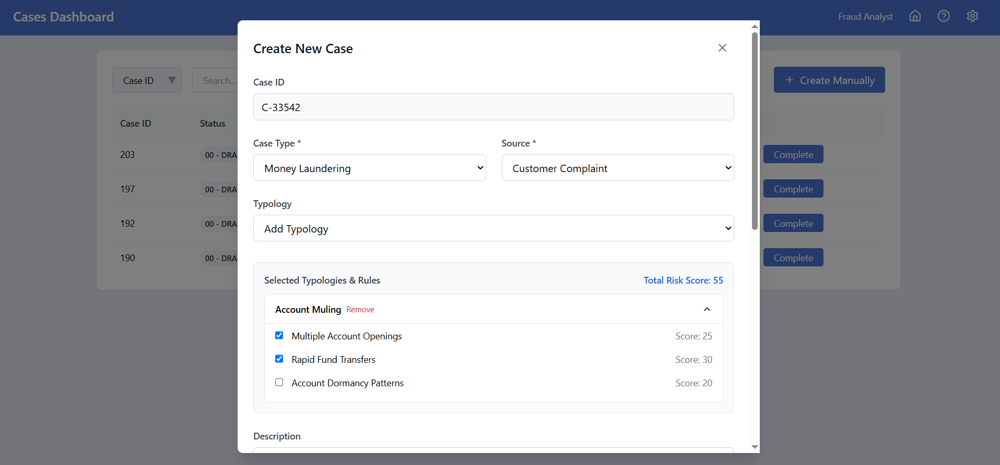 Cases Dashboard
Fraud Analyst
Create New Case
Case ID
Search...
+ Create Manually
Case ID
C-33542
Case ID Status
Case Type * Source *
203 00 - DRA Complete
Money Laundering Customer Complaint
197 00 - DRA Complete
Typology
192 00 - DRA Complete
Add Typology
190 00 - DRA Complete
Selected Typologies & Rules Total Risk Score: 55
Account Muling Remove
Multiple Account Openings Score: 25
Rapid Fund Transfers Score: 30
Account Dormancy Patterns Score: 20
Description